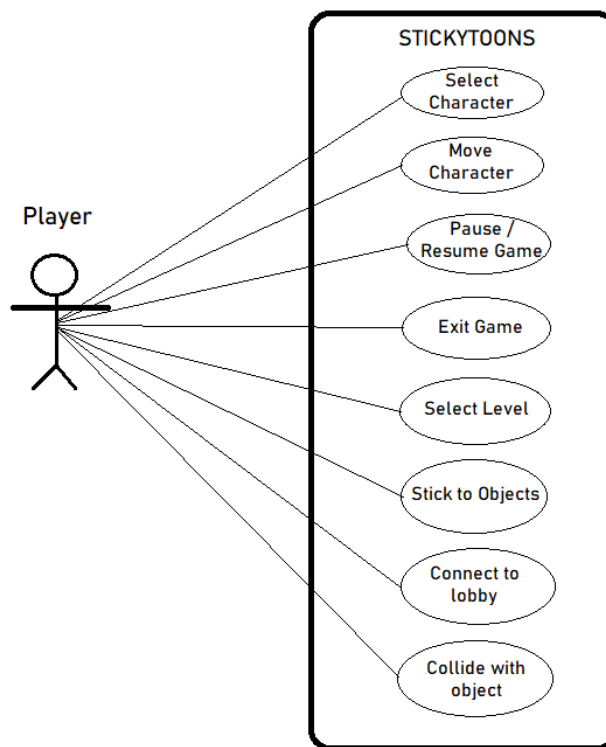 STICKYTOONS
Select
Character
Move
Character
Player
Pause /
Resume Game
Exit Game
Select Level
Stick to Objects
Connect to
lobby
Collide with
object